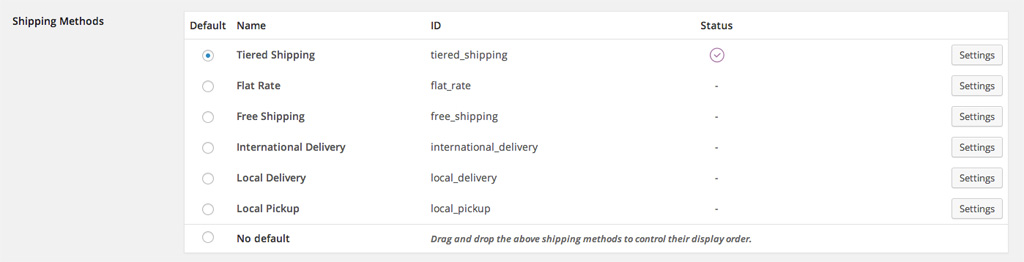 Shipping Methods
Default Name ID Status
Tiered Shipping tiered_shipping Settings
Flat Rate flat_rate - Settings
Free Shipping free_shipping - Settings
International Delivery international_delivery - Settings
Local Delivery local_delivery - Settings
Local Pickup local_pickup - Settings
No default Drag and drop the above shipping methods to control their display order.